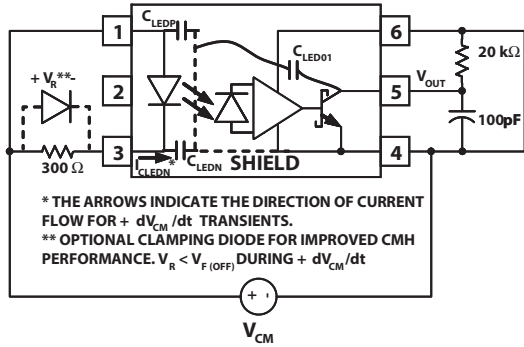 1
C LEDP
6
20 kΩ
C LED01
+ V R **-
2
5
V OUT
100pF
3
*
C LEDN
SHIELD
4
300 Ω
I CLEDN
* THE ARROWS INDICATE THE DIRECTION OF CURRENT
FLOW FOR + dV CM /dt TRANSIENTS.
** OPTIONAL CLAMPING DIODE FOR IMPROVED CMH
PERFORMANCE. V R < V F (OFF) DURING + dV CM /dt
+ -
V CM